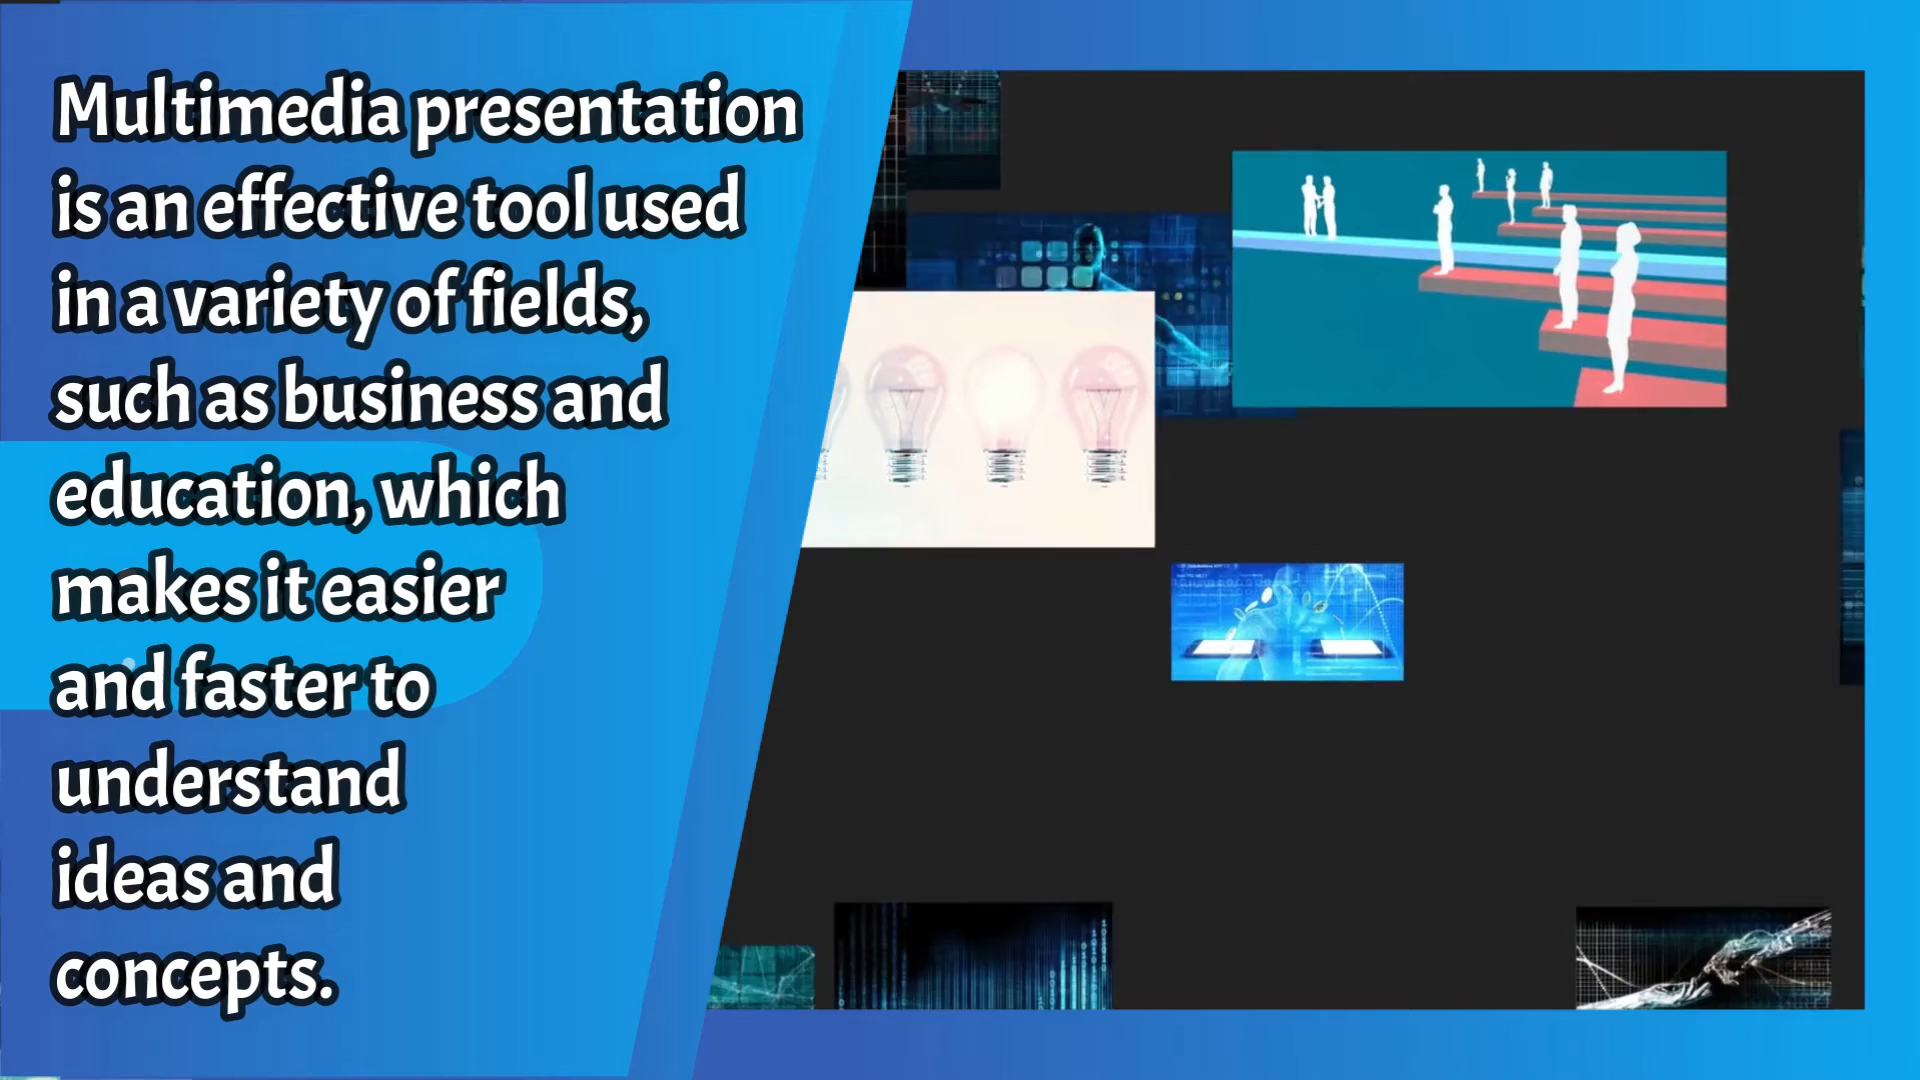 Multimedia presentation
is an effective tool used
in a variety of fields,
such as business and
education, which
makes it easier
and faster to
understand
ideas and
concepts.